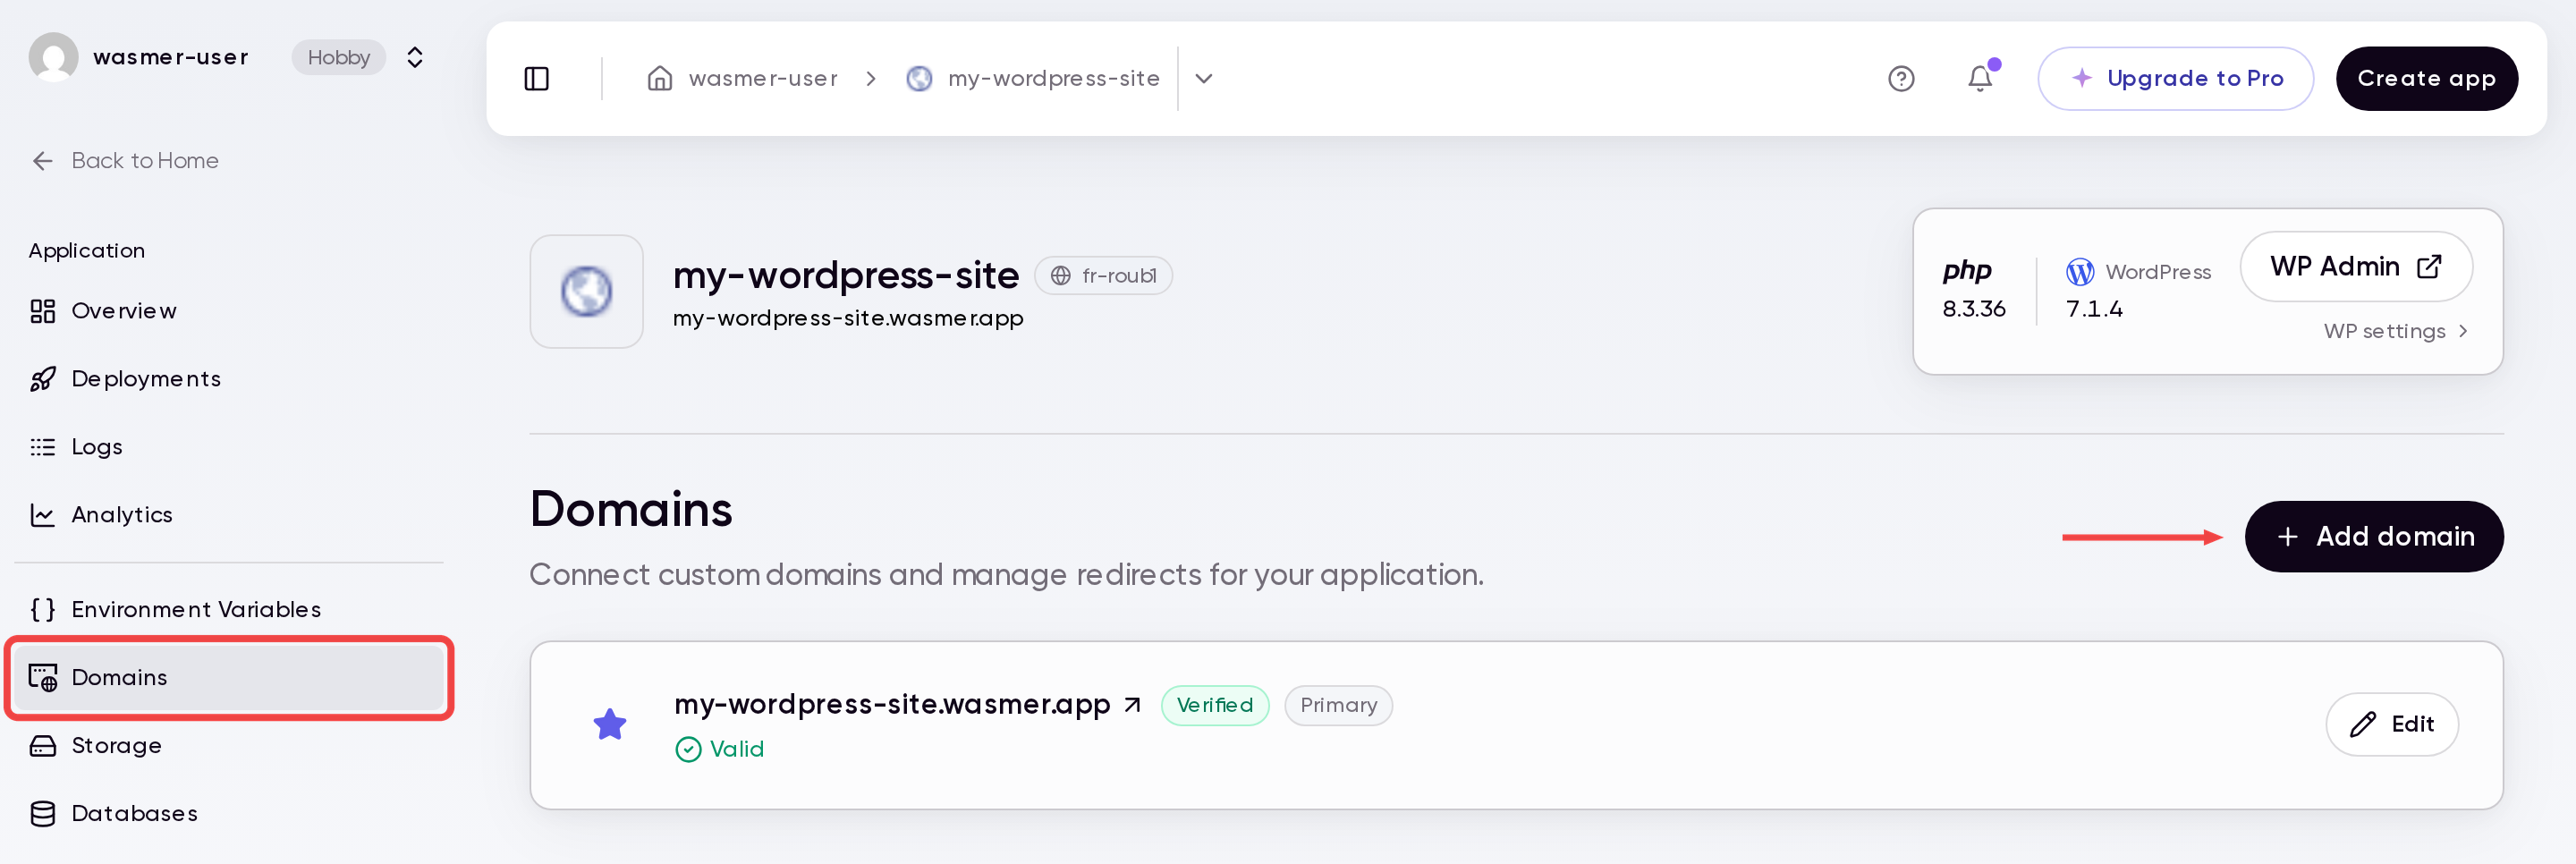 wasmer-user Hobby
Back to Home
Application
Overview
Deployments
Logs
Analytics
Environment Variables
Domains
Storage
Databases
wasmer-user my-wordpress-site
Upgrade to Pro
Create app
my-wordpress-site fr-roub1
my-wordpress-site.wasmer.app
php
8.3.36
WordPress
7.1.4
WP Admin
WP settings
Domains
Connect custom domains and manage redirects for your application.
Add domain
my-wordpress-site.wasmer.app Verified Primary
Valid
Edit